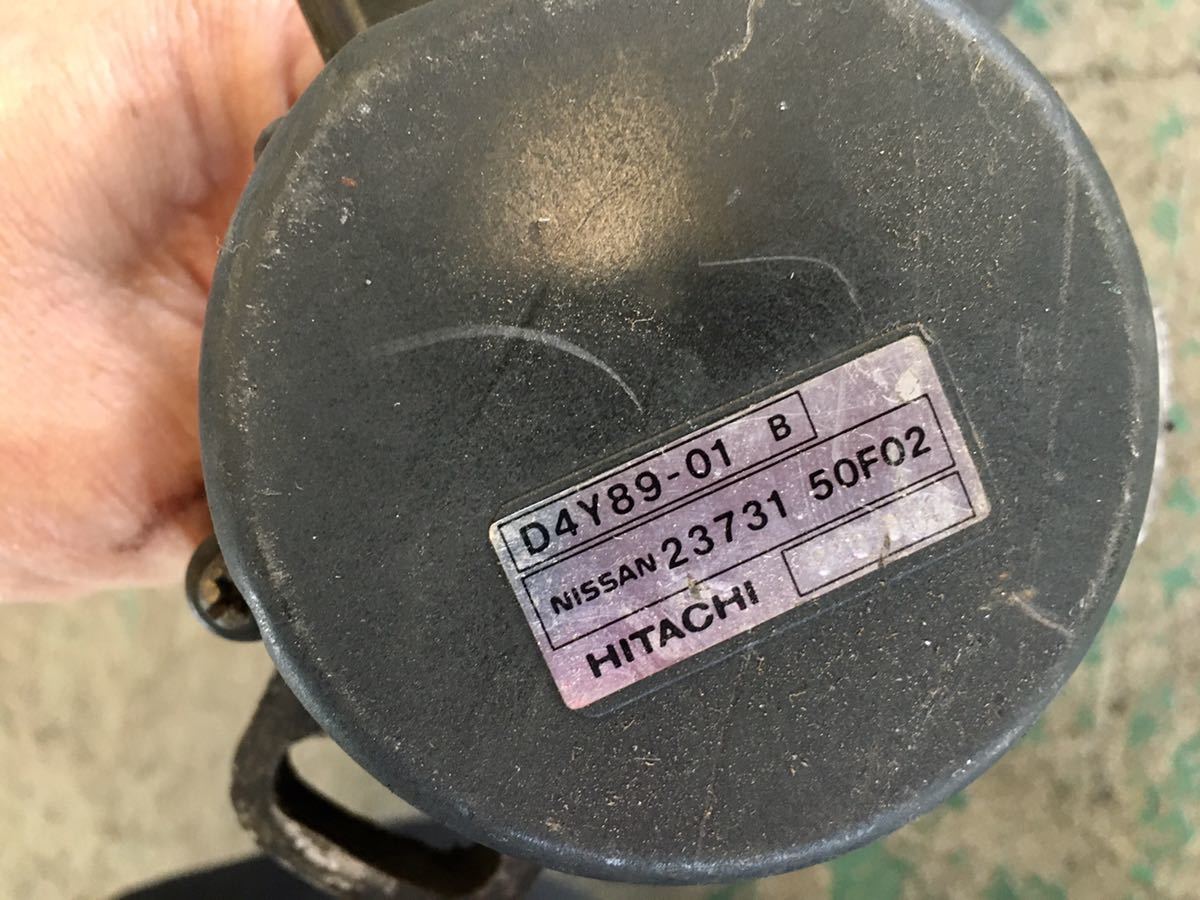 D4Y89-01 B
NISSAN 23731 50F02
HITACHI